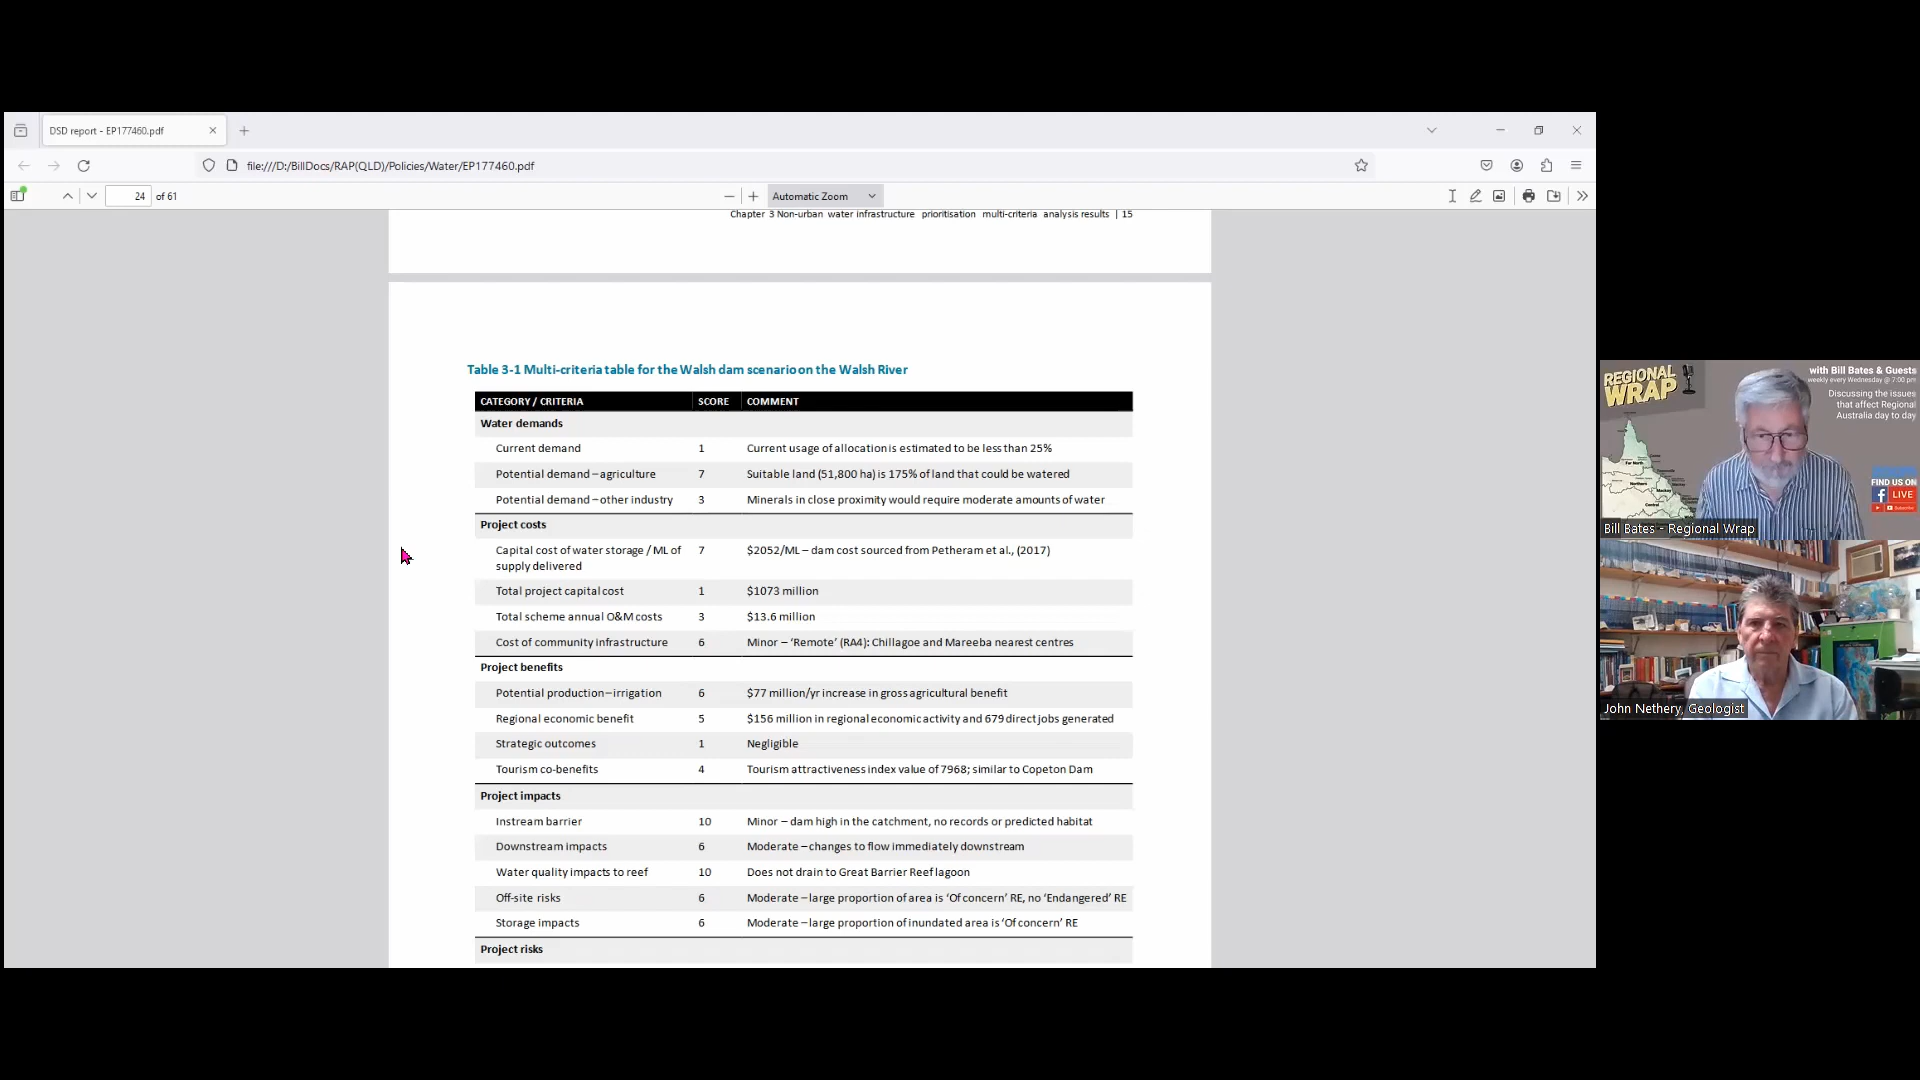 DSD report - EP177460.pdf
file:///D:/BillDocs/RAP(QLD)/Policies/Water/EP177460.pdf
24 of 61
Automatic Zoom
Chapter 3 Non-urban water infrastructure prioritisation multi-criteria analysis results | 15
Table 3-1 Multi-criteria table for the Walsh dam scenario on the Walsh River
CATEGORY / CRITERIA SCORE COMMENT
Water demands
Current demand 1 Current usage of allocation is estimated to be less than 25%
Potential demand – agriculture 7 Suitable land (51,800 ha) is 175% of land that could be watered
Potential demand – other industry 3 Minerals in close proximity would require moderate amounts of water
Project costs
Capital cost of water storage / ML of 7 $2052/ML – dam cost sourced from Petheram et al., (2017)
supply delivered
Total project capital cost 1 $1073 million
Total scheme annual O&M costs 3 $13.6 million
Cost of community infrastructure 6 Minor – ‘Remote’ (RA4): Chillagoe and Mareeba nearest centres
Project benefits
Potential production – irrigation 6 $77 million/yr increase in gross agricultural benefit
Regional economic benefit 5 $156 million in regional economic activity and 679 direct jobs generated
Strategic outcomes 1 Negligible
Tourism co-benefits 4 Tourism attractiveness index value of 7968; similar to Copeton Dam
Project impacts
Instream barrier 10 Minor – dam high in the catchment, no records or predicted habitat
Downstream impacts 6 Moderate – changes to flow immediately downstream
Water quality impacts to reef 10 Does not drain to Great Barrier Reef lagoon
Off-site risks 6 Moderate – large proportion of area is ‘Of concern’ RE, no ‘Endangered’ RE
Storage impacts 6 Moderate – large proportion of inundated area is ‘Of concern’ RE
Project risks
REGIONAL
WRAP
with Bill Bates & Guests
weekly every Wednesday @ 7:00 pm
Discussing the issues
that affect Regional
Australia day to day
Far North
Northern
Mackay
Central
FIND US ON
LIVE
Bill Bates - Regional Wrap
John Nethery, Geologist